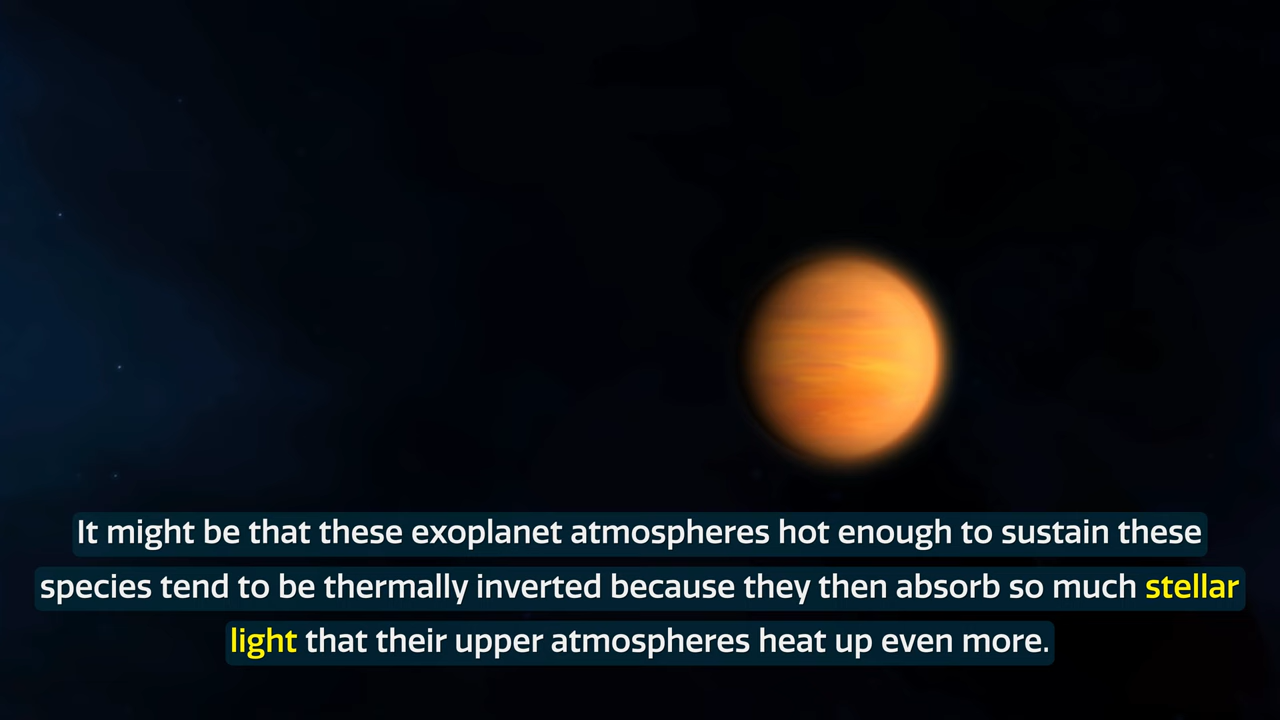 It might be that these exoplanet atmospheres hot enough to sustain these
species tend to be thermally inverted because they then absorb so much stellar
light that their upper atmospheres heat up even more.